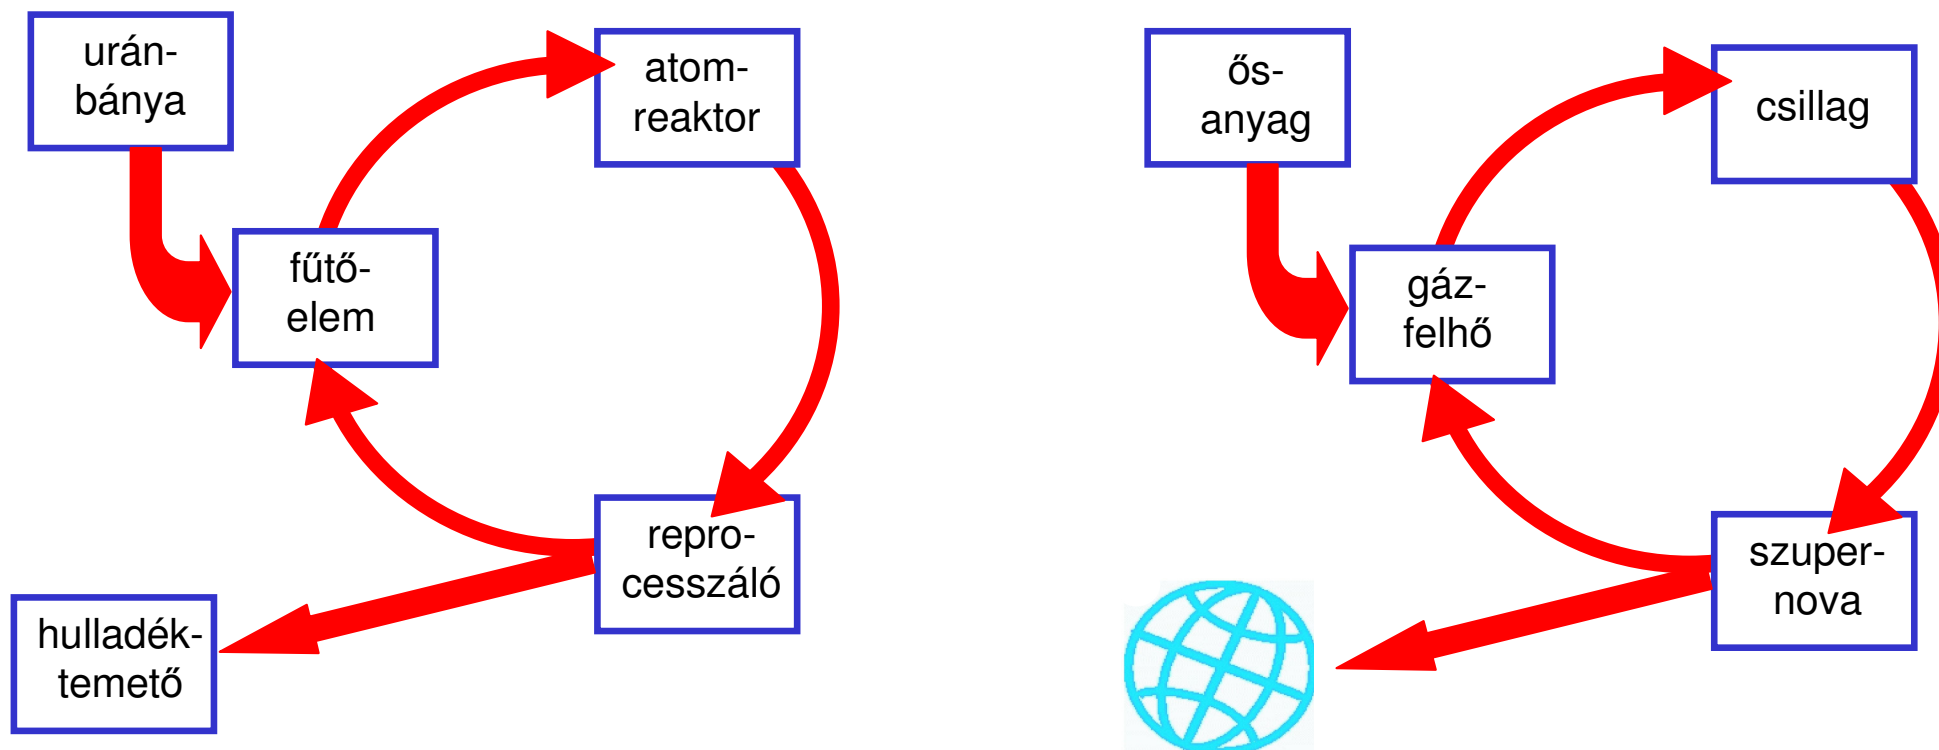 urán-
bánya
atom-
reaktor
fűtő-
elem
repro-
cesszáló
hulladék-
temető
ős-
anyag
csillag
gáz-
felhő
szuper-
nova